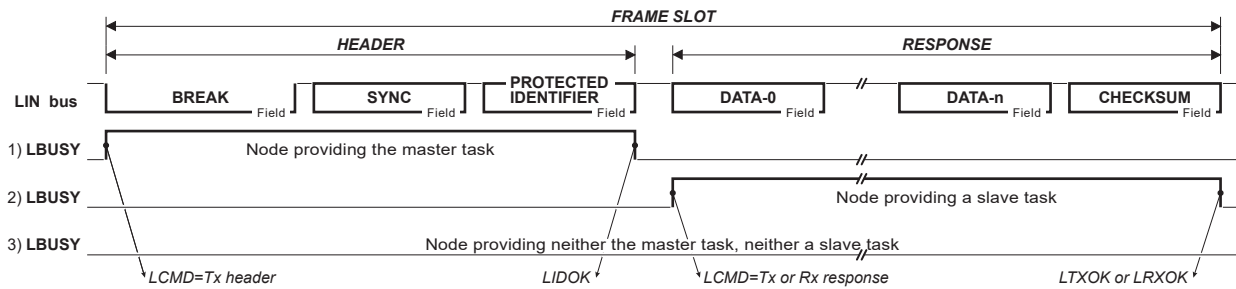 FRAME SLOT
HEADER
RESPONSE
LIN bus
BREAK
Field
SYNC
Field
PROTECTED
IDENTIFIER
Field
DATA-0
Field
DATA-n
Field
CHECKSUM
Field
1) LBUSY
Node providing the master task
2) LBUSY
Node providing a slave task
3) LBUSY
Node providing neither the master task, neither a slave task
LCMD=Tx header
LIDOK
LCMD=Tx or Rx response
LTXOK or LRXOK